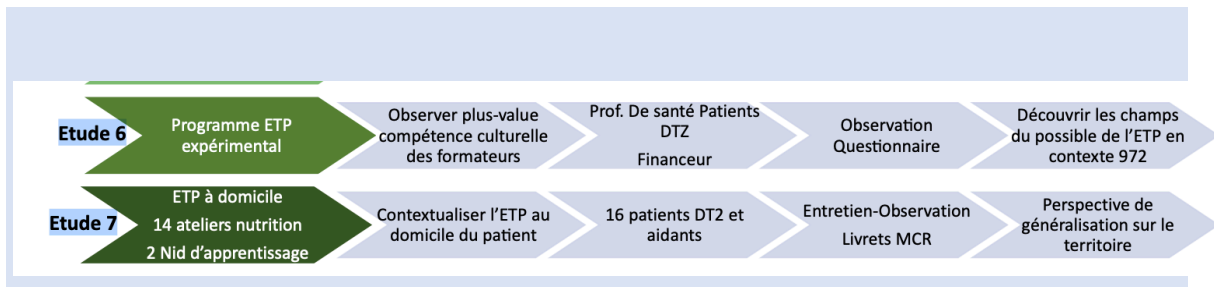 Etude 6
Programme ETP
expérimental
Observer plus-value
compétence culturelle
des formateurs
Prof. De santé Patients
DTZ
Financeur
Observation
Questionnaire
Découvrir les champs
du possible de l’ETP en
contexte 972
Etude 7
ETP à domicile
14 ateliers nutrition
2 Nid d’apprentissage
Contextualiser l’ETP au
domicile du patient
16 patients DT2 et
aidants
Entretien-Observation
Livrets MCR
Perspective de
généralisation sur le
territoire